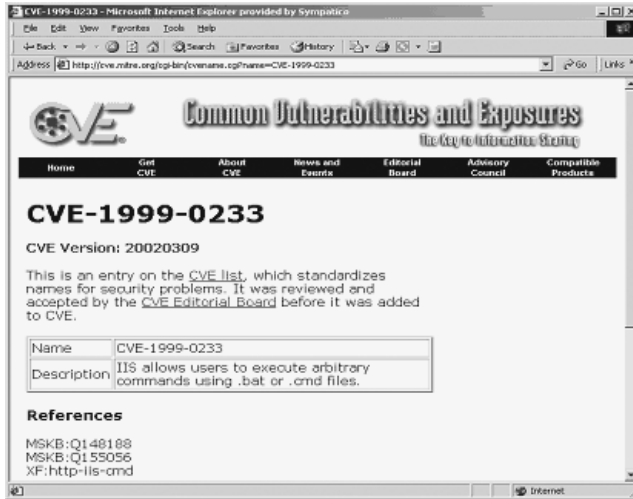 CVE-1999-0233 - Microsoft Internet Explorer provided by Sympatica
File Edit View Favorites Tools Help
Back Search Favorites History
Address http://cve.mitre.org/cgi-bin/cvename.cgi?name=CVE-1999-0233 Go Links
CVE
Common Vulnerabilities and Exposures
The Key to Information Sharing
Home Get CVE About CVE News and Events Editorial Board Advisory Council Compatible Products
CVE-1999-0233
CVE Version: 20020309
This is an entry on the CVE list, which standardizes
names for security problems. It was reviewed and
accepted by the CVE Editorial Board before it was added
to CVE.
Name CVE-1999-0233
Description IIS allows users to execute arbitrary
commands using .bat or .cmd files.
References
MSKB:Q148188
MSKB:Q155056
XF:http-iis-cmd
Internet